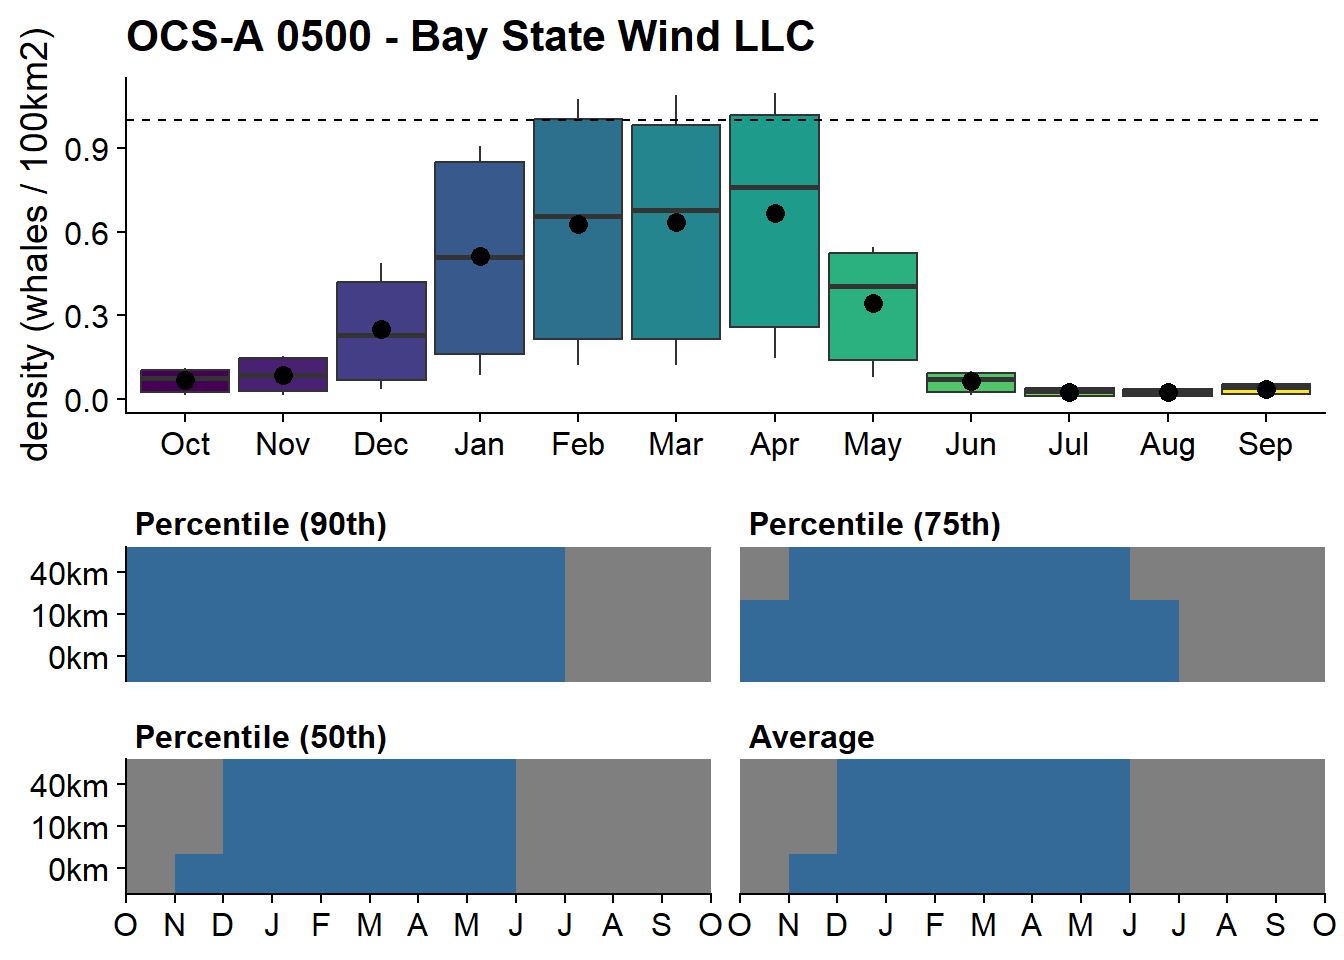 OCS-A 0500 - Bay State Wind LLC
density (whales / 100km2)
0.9
0.6
0.3
0.0
Oct Nov Dec Jan Feb Mar Apr May Jun Jul Aug Sep
Percentile (90th) Percentile (75th)
40km
10km
0km
Percentile (50th) Average
40km
10km
0km
O N D J F M A M J J A S O O N D J F M A M J J A S O